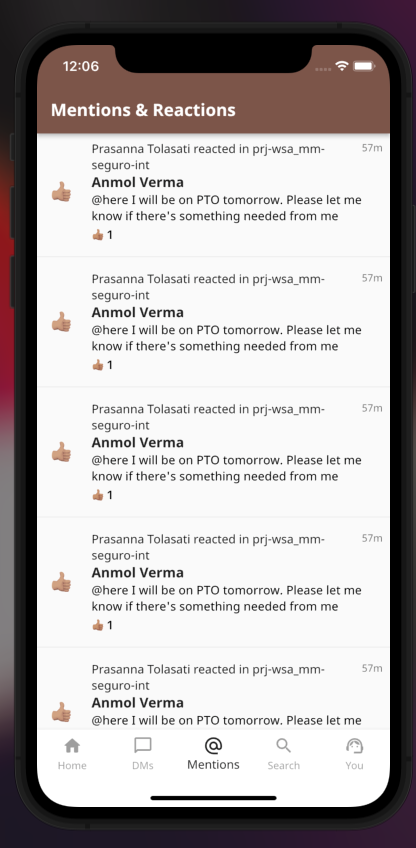 12:06
Mentions & Reactions
Prasanna Tolasati reacted in prj-wsa_mm-
57m
seguro-int
Anmol Verma
@here I will be on PTO tomorrow. Please let me
know if there's something needed from me
1
Prasanna Tolasati reacted in prj-wsa_mm-
57m
seguro-int
Anmol Verma
@here I will be on PTO tomorrow. Please let me
know if there's something needed from me
1
Prasanna Tolasati reacted in prj-wsa_mm-
57m
seguro-int
Anmol Verma
@here I will be on PTO tomorrow. Please let me
know if there's something needed from me
1
Prasanna Tolasati reacted in prj-wsa_mm-
57m
seguro-int
Anmol Verma
@here I will be on PTO tomorrow. Please let me
know if there's something needed from me
1
Prasanna Tolasati reacted in prj-wsa_mm-
57m
seguro-int
Anmol Verma
@here I will be on PTO tomorrow. Please let me
Home
DMs
Mentions
Search
You